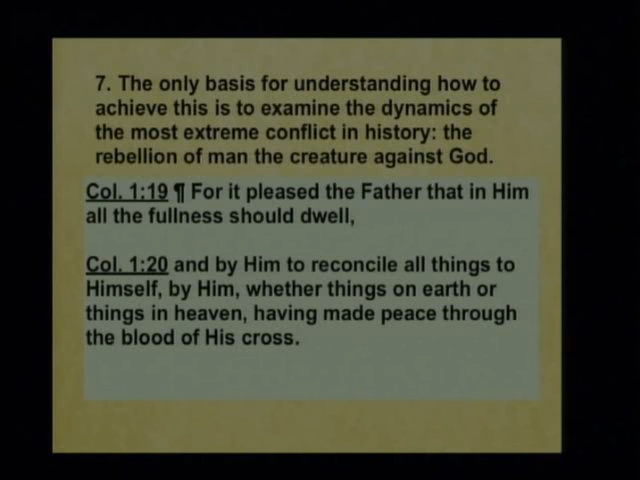 7. The only basis for understanding how to
achieve this is to examine the dynamics of
the most extreme conflict in history: the
rebellion of man the creature against God.
Col. 1:19 ¶ For it pleased the Father that in Him
all the fullness should dwell,
Col. 1:20 and by Him to reconcile all things to
Himself, by Him, whether things on earth or
things in heaven, having made peace through
the blood of His cross.